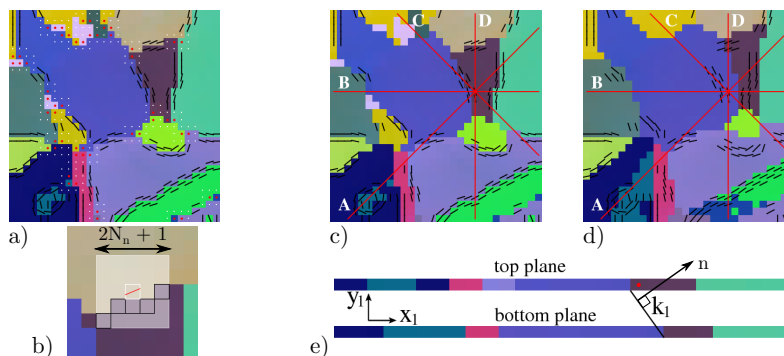 a)
2Nₙ + 1
b)
C D
B
A
c)
C D
B
A
d)
top plane
n
y₁
x₁
k₁
bottom plane
e)